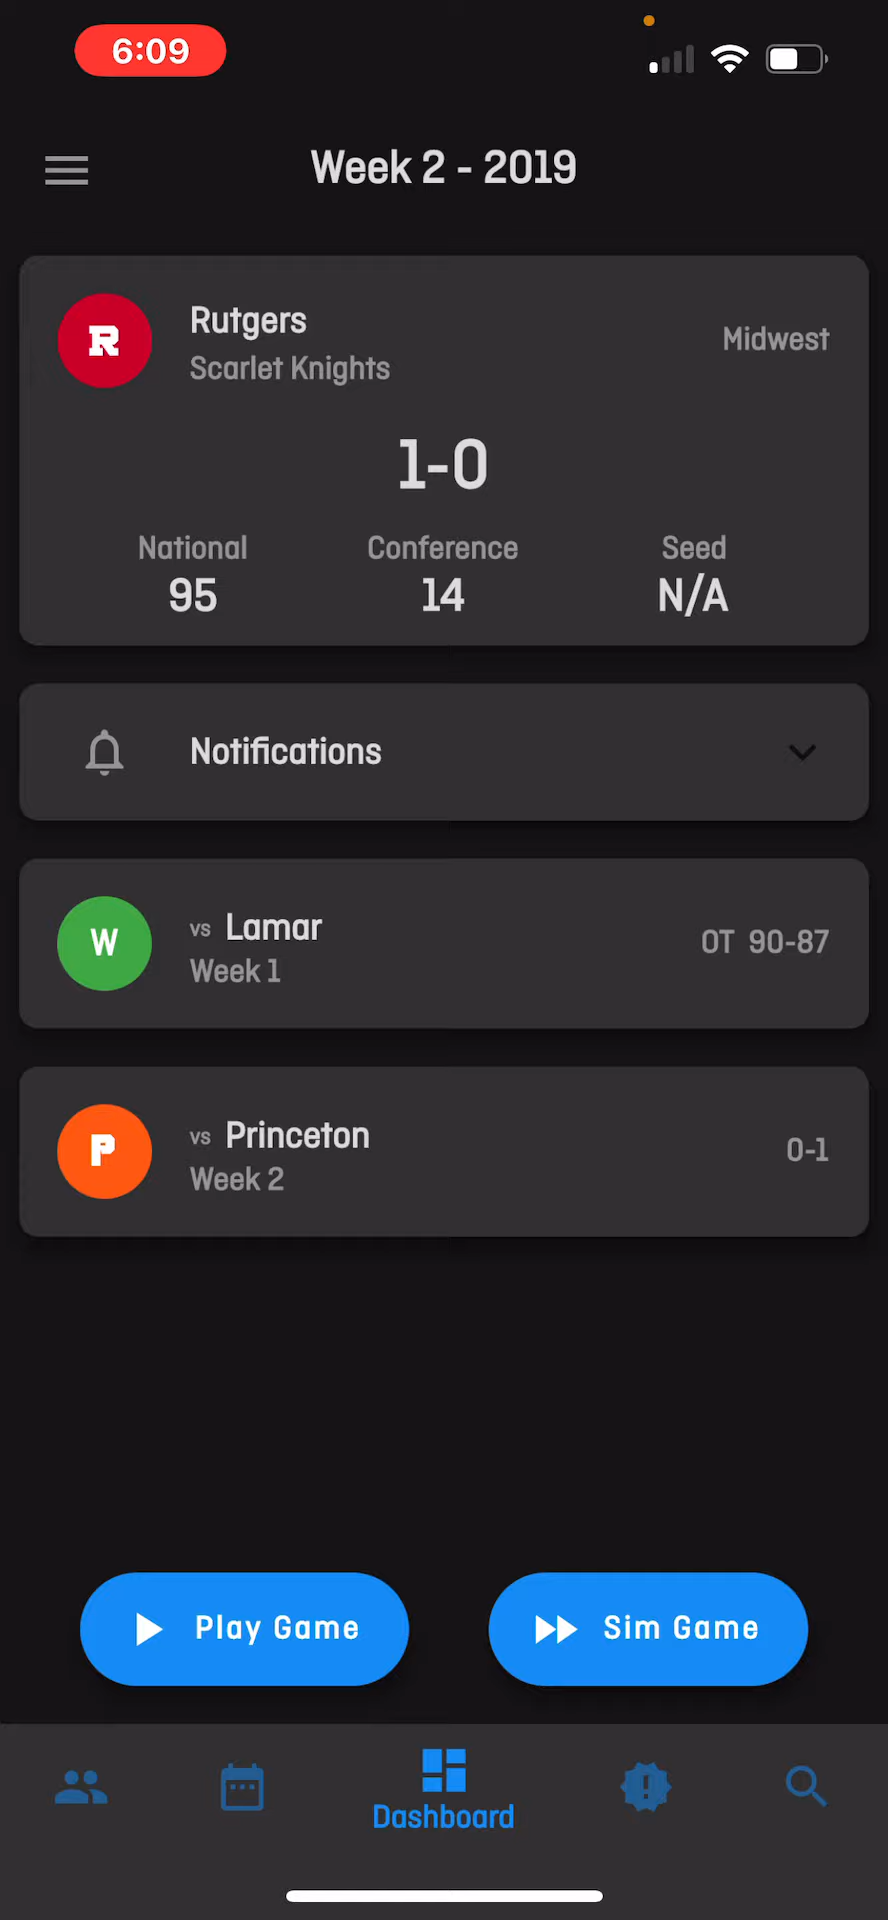 6:09
Week 2 - 2019
R
Rutgers
Scarlet Knights
Midwest
1-0
National
Conference
Seed
95
14
N/A
Notifications
W
vs Lamar
Week 1
OT 90-87
P
vs Princeton
Week 2
0-1
Play Game
Sim Game
Dashboard